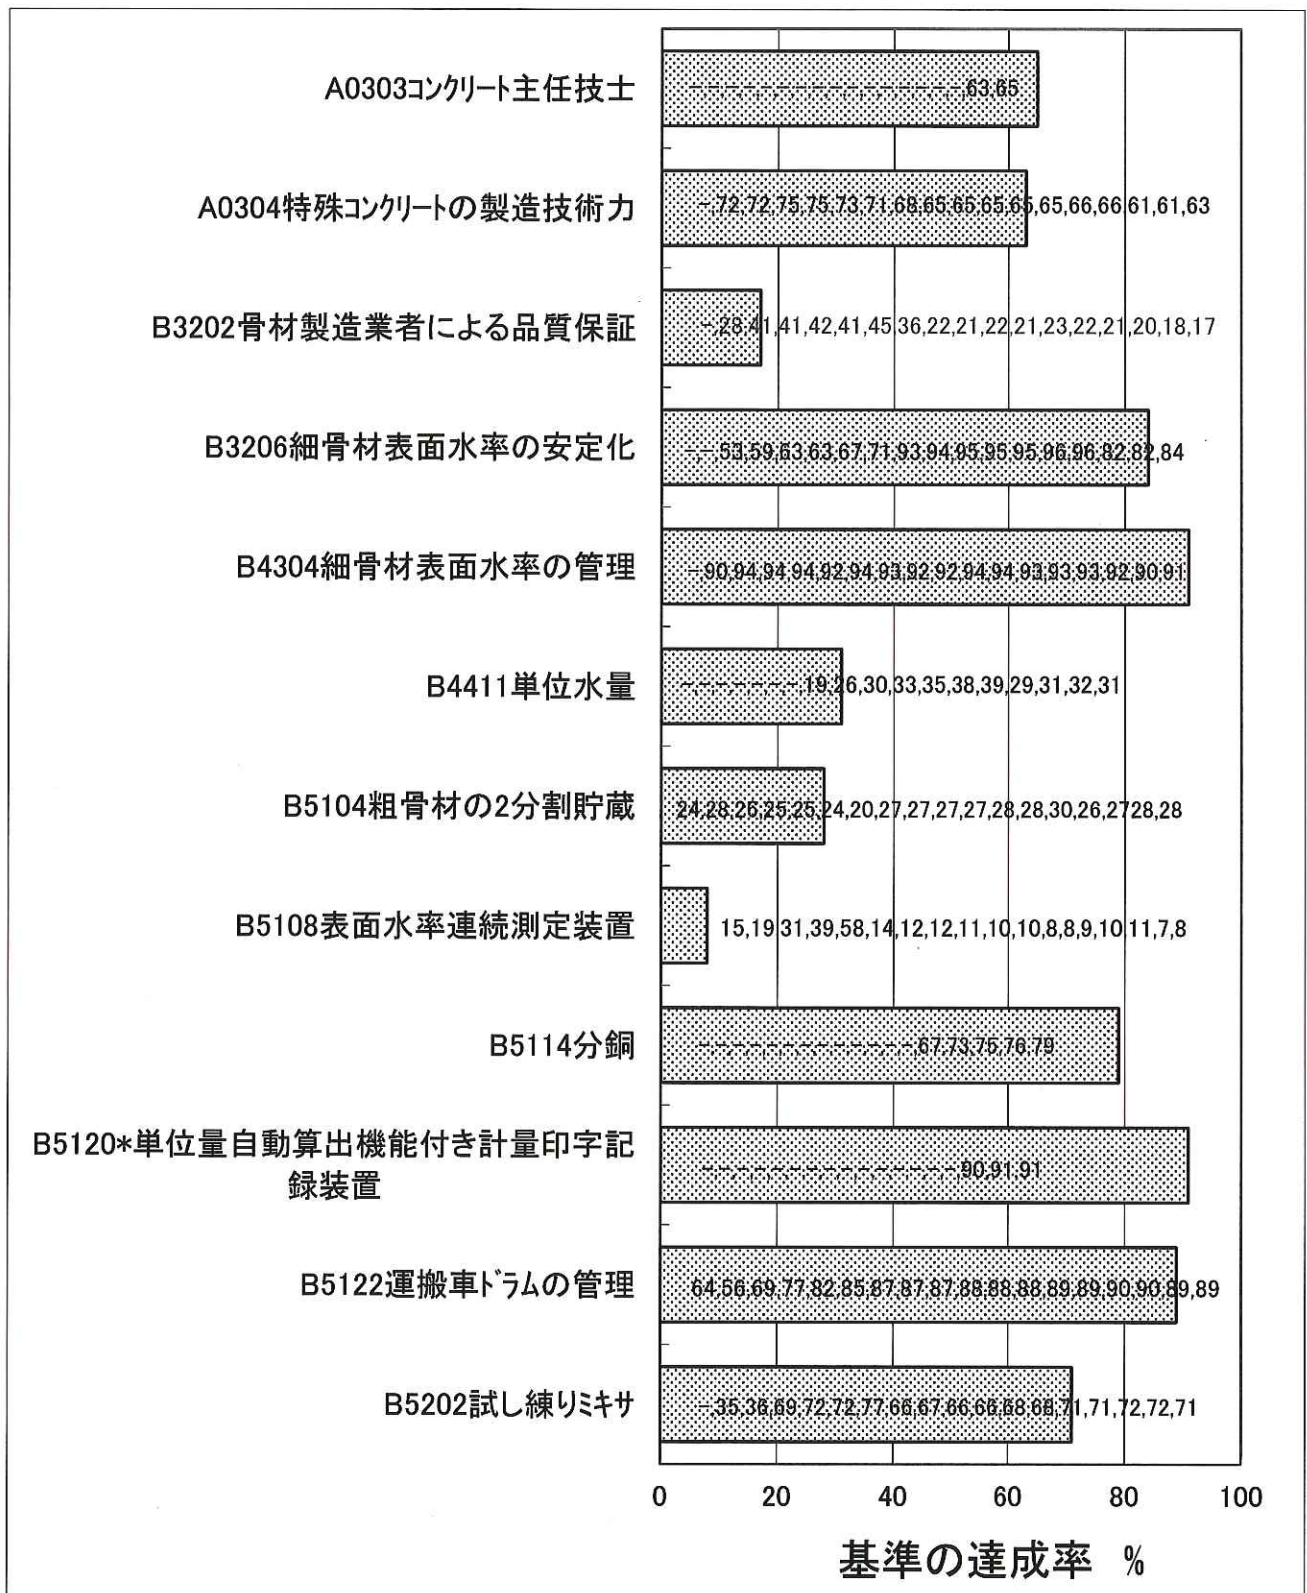 A0303コンクリート主任技士
-,-,-,-,-,-,-,-,-,-,-,-,-,-,-,-,63,65
A0304特殊コンクリートの製造技術力
-,72,72,75,75,73,71,68,65,65,65,65,65,66,66,61,61,63
B3202骨材製造業者による品質保証
-,28,41,41,42,41,45,36,22,21,22,21,23,22,21,20,18,17
B3206細骨材表面水率の安定化
-,-,53,59,63,63,67,71,93,94,95,95,95,96,96,82,82,84
B4304細骨材表面水率の管理
-,90,94,94,94,92,94,93,92,92,94,94,93,93,93,92,90,91
B4411単位水量
-,-,-,-,-,-,-,19,26,30,33,35,38,39,29,31,32,31
B5104粗骨材の2分割貯蔵
24,28,26,25,25,24,20,27,27,27,27,28,28,30,26,2728,28
B5108表面水率連続測定装置
15,19,31,39,58,14,12,12,11,10,10,8,8,9,10,11,7,8
B5114分銅
-,-,-,-,-,-,-,-,-,-,-,-,-,67,73,75,76,79
B5120*単位量自動算出機能付き計量印字記
録装置
-,-,-,-,-,-,-,-,-,-,-,-,-,-,-,90,91,91
B5122運搬車ドラムの管理
64,56,69,77,82,85,87,87,87,88,88,88,89,89,90,90,89,89
B5202試し練りミキサ
-,35,36,69,72,72,77,66,67,66,66,68,68,71,71,72,72,71
0 20 40 60 80 100
基準の達成率 %